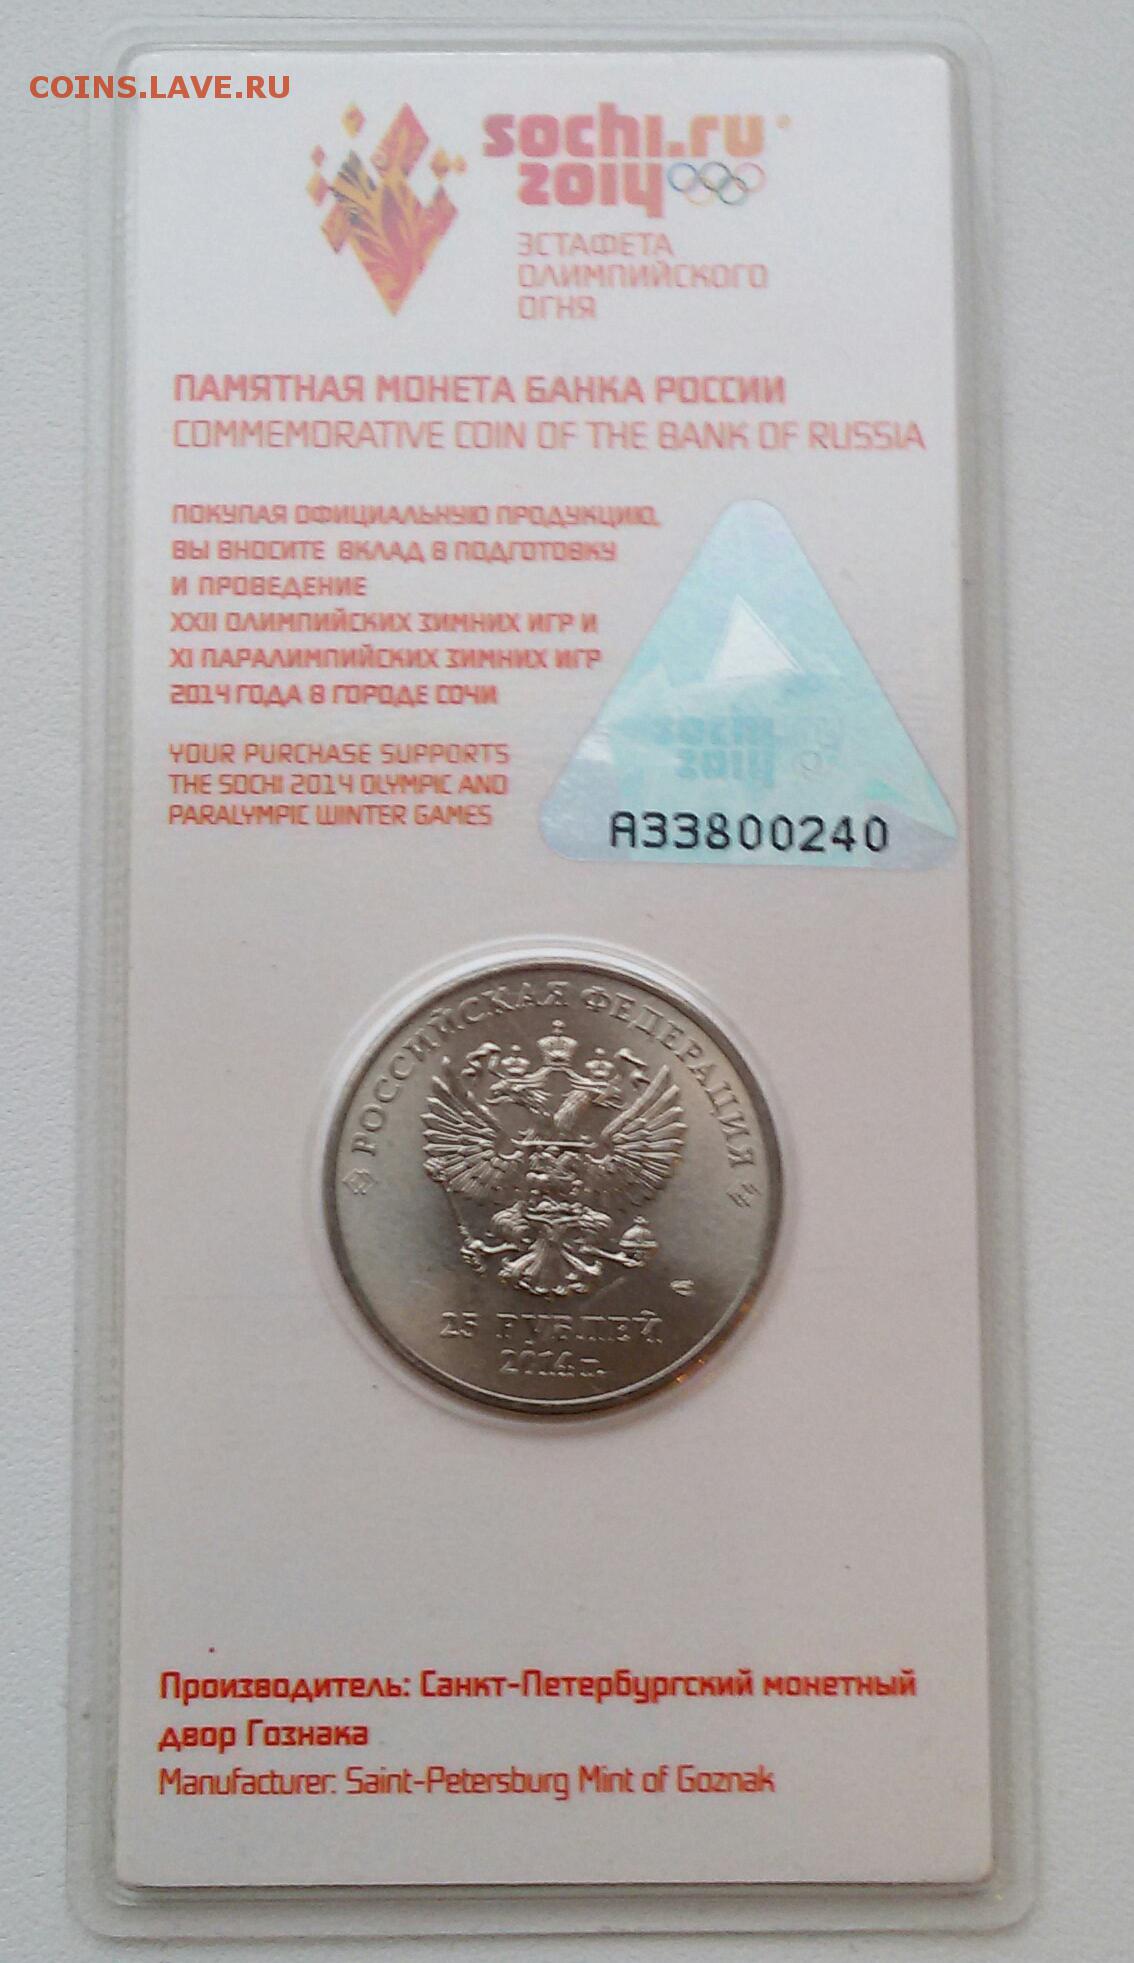 COINS.LAVE.RU
sochi.ru
2014
ЭСТАФЕТА
ОЛИМПИЙСКОГО
ОГНЯ
ПАМЯТНАЯ МОНЕТА БАНКА РОССИИ
COMMEMORATIVE COIN OF THE BANK OF RUSSIA
ПОКУПАЯ ОФИЦИАЛЬНУЮ ПРОДУКЦИЮ,
ВЫ ВНОСИТЕ ВКЛАД В ПОДГОТОВКУ
И ПРОВЕДЕНИЕ
XXII ОЛИМПИЙСКИХ ЗИМНИХ ИГР И
XI ПАРАЛИМПИЙСКИХ ЗИМНИХ ИГР
2014 ГОДА В ГОРОДЕ СОЧИ
YOUR PURCHASE SUPPORTS
THE SOCHI 2014 OLYMPIC AND
PARALYMPIC WINTER GAMES
sochi
2014
A33800240
РОССИЙСКАЯ ФЕДЕРАЦИЯ
25 РУБЛЕЙ
2014 г.
Производитель: Санкт-Петербургский монетный
двор Гознака
Manufacturer: Saint-Petersburg Mint of Goznak